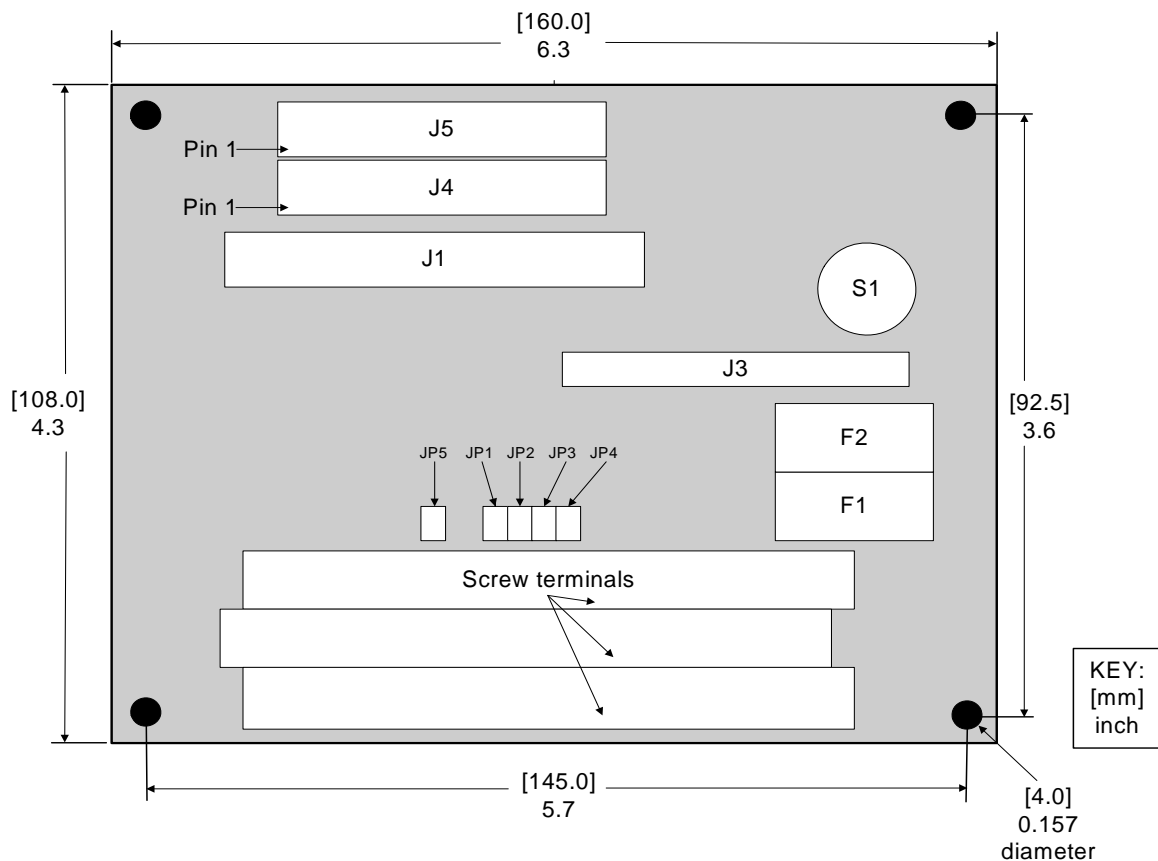 [160.0]
6.3
J5
Pin 1
J4
Pin 1
J1
S1
J3
[108.0]
4.3
[92.5]
3.6
F2
JP5 JP1 JP2 JP3 JP4
F1
Screw terminals
KEY:
[mm]
inch
[145.0]
5.7
[4.0]
0.157
diameter